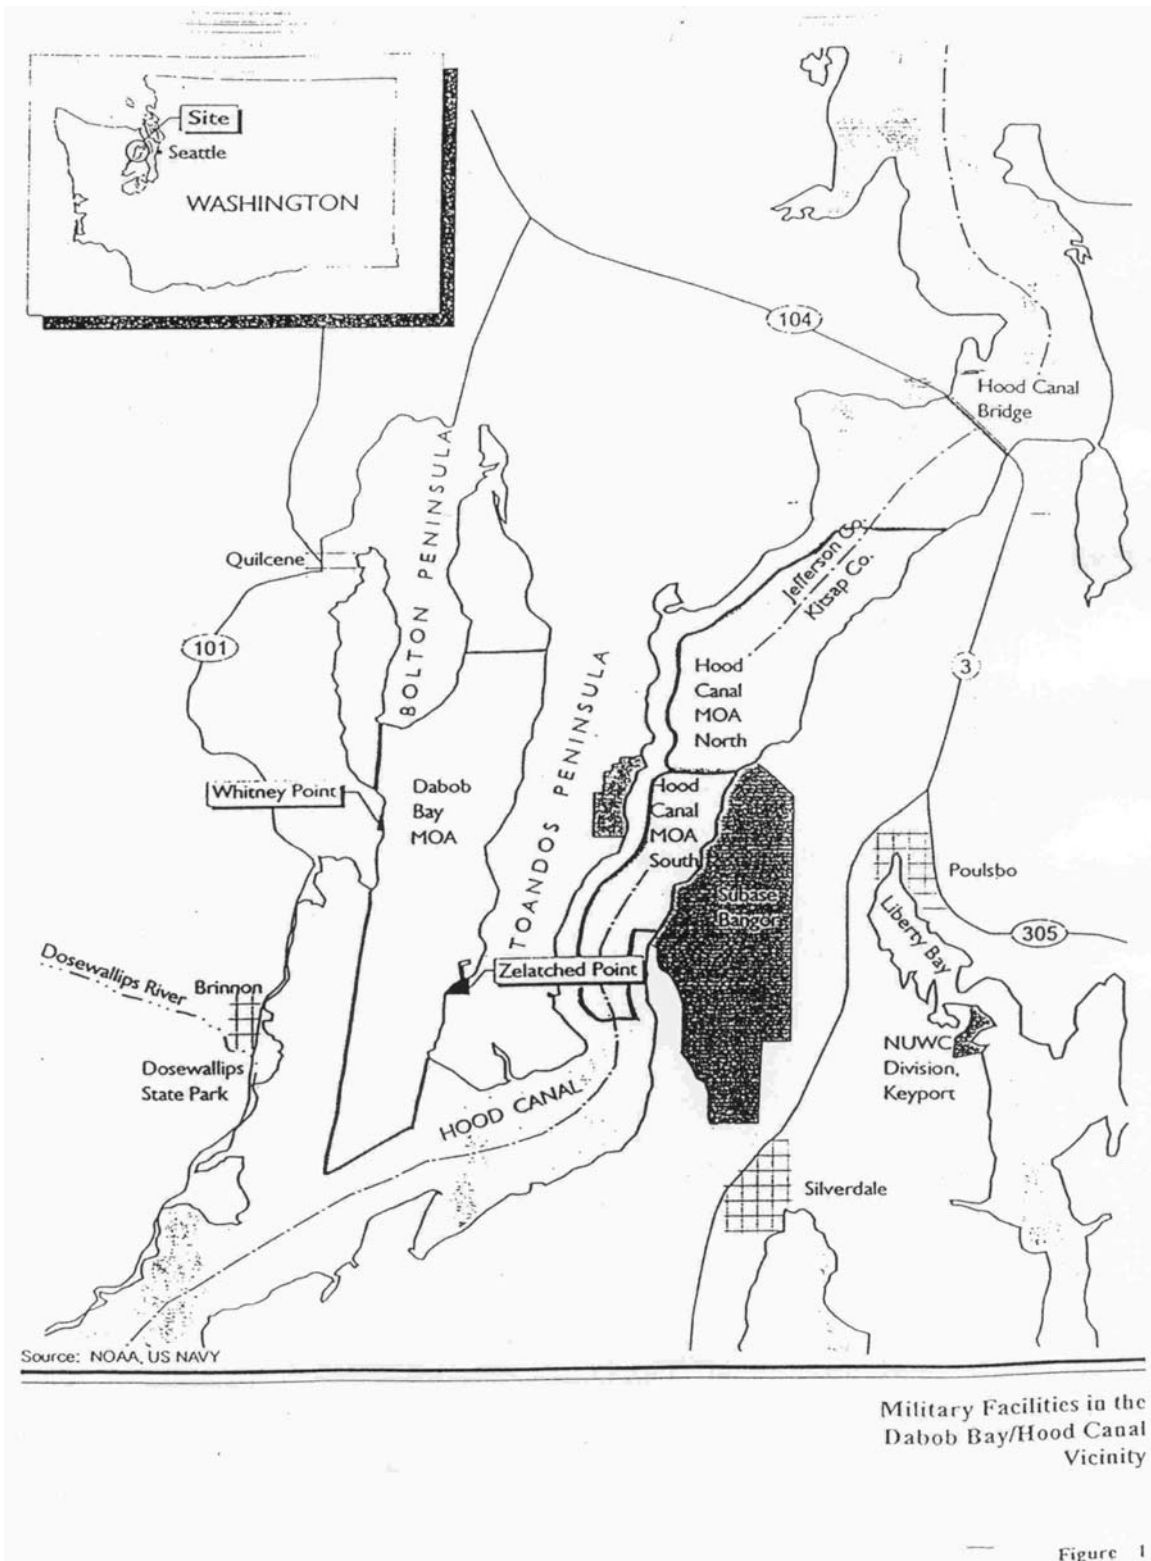 Site
Seattle
WASHINGTON
104
Hood Canal
Bridge
BOLTON PENINSULA
Quilcene
Jefferson Co.
Kitsap Co.
101
TOANDOS PENINSULA
Hood
Canal
MOA
North
3
Whitney Point
Dabob
Bay
MOA
Hood
Canal
MOA
South
Subase
Bangor
Poulsbo
Liberty Bay
305
Zelatched Point
Dosewallips River
Brinnon
Dosewallips
State Park
NUWC
Division,
Keyport
HOOD CANAL
Silverdale
Source: NOAA, US NAVY
Military Facilities in the
Dabob Bay/Hood Canal
Vicinity
Figure 1